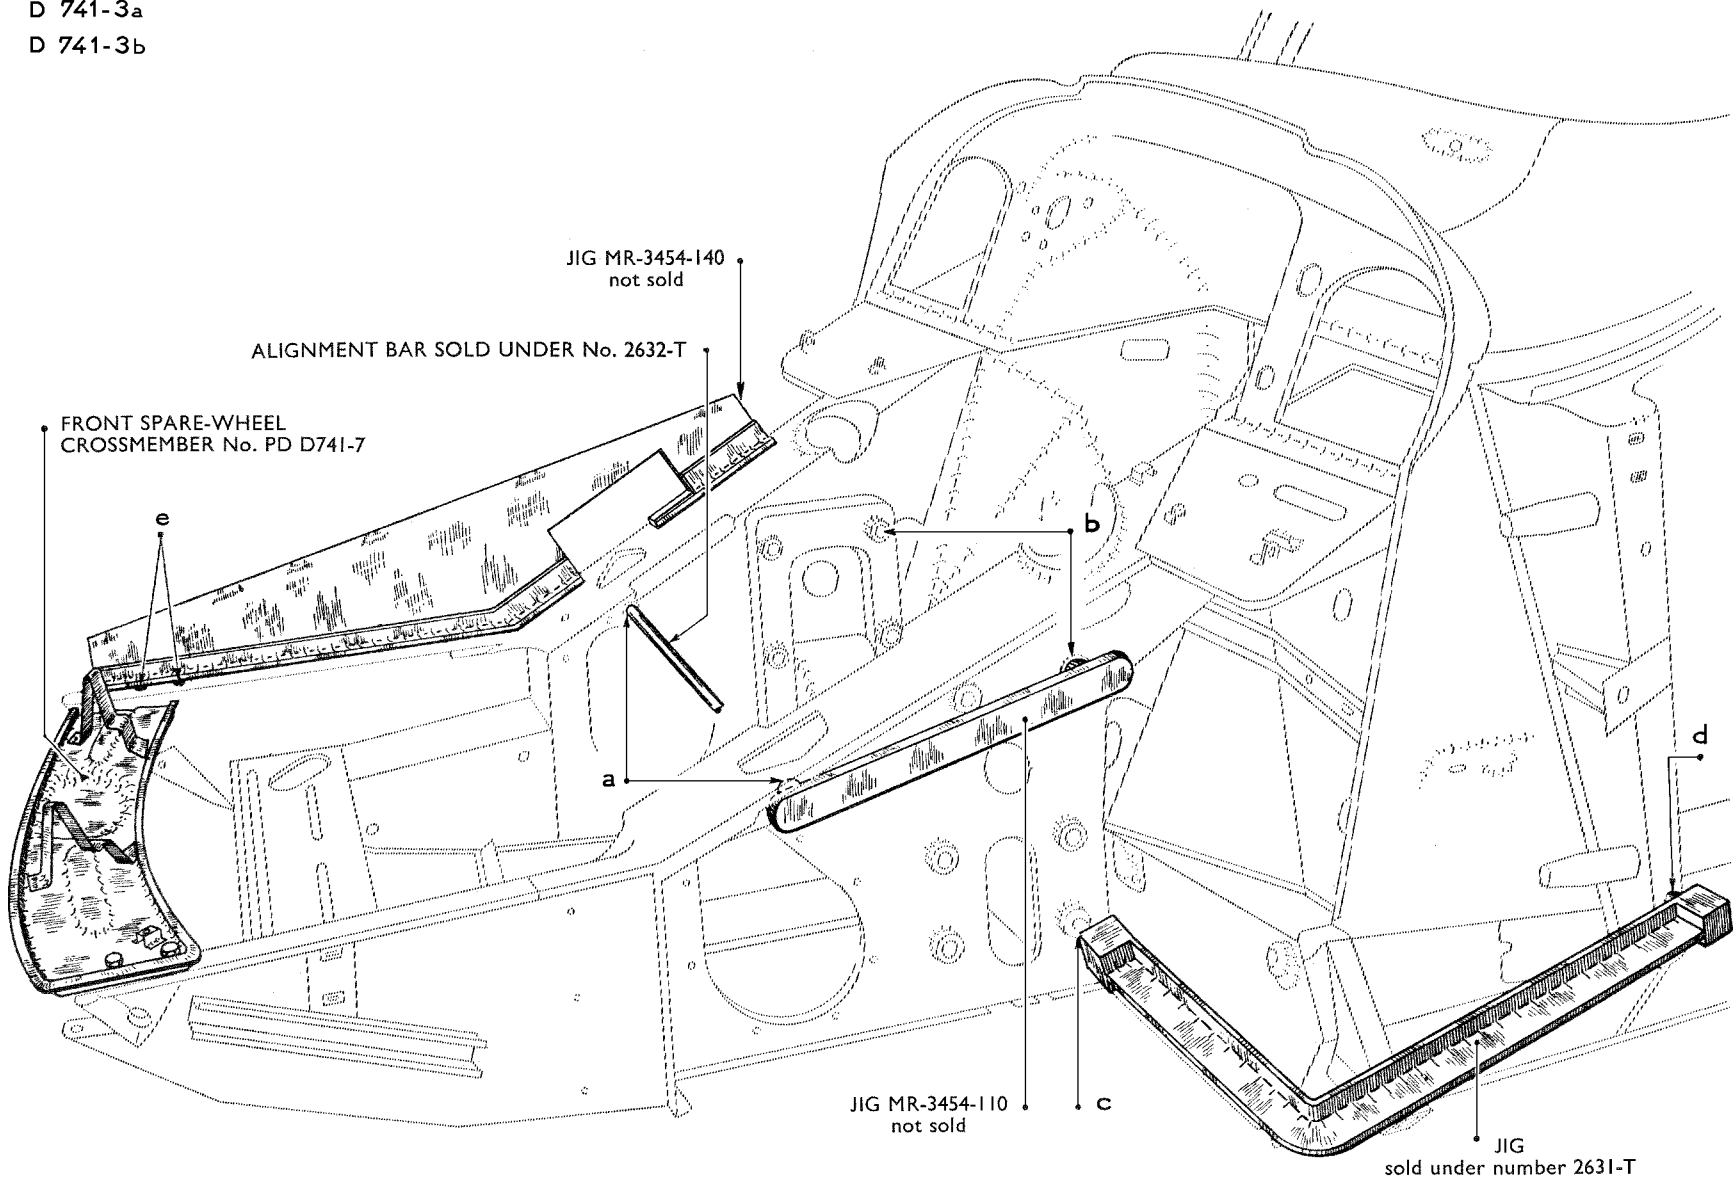 D 741-3a
D 741-3b
JIG MR-3454-140
not sold
ALIGNMENT BAR SOLD UNDER No. 2632-T
FRONT SPARE-WHEEL
CROSSMEMBER No. PD D741-7
e
b
a
d
JIG MR-3454-110
not sold
c
JIG
sold under number 2631-T